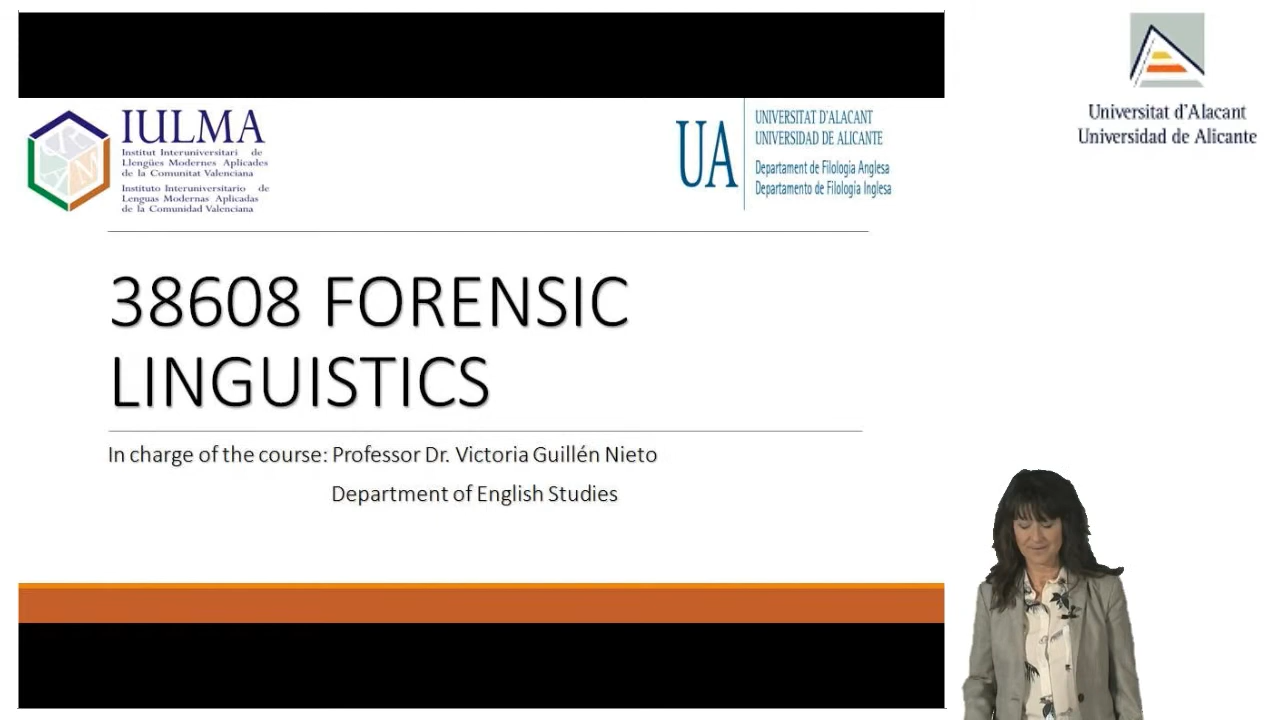 IULMA
Institut Interuniversitari de
Llengües Modernes Aplicades
de la Comunitat Valenciana
Instituto Interuniversitario de
Lenguas Modernas Aplicadas
de la Comunidad Valenciana
UA
UNIVERSITAT D'ALACANT
UNIVERSIDAD DE ALICANTE
Departament de Filologia Anglesa
Departamento de Filología Inglesa
Universitat d'Alacant
Universidad de Alicante
38608 FORENSIC
LINGUISTICS
In charge of the course: Professor Dr. Victoria Guillén Nieto
Department of English Studies